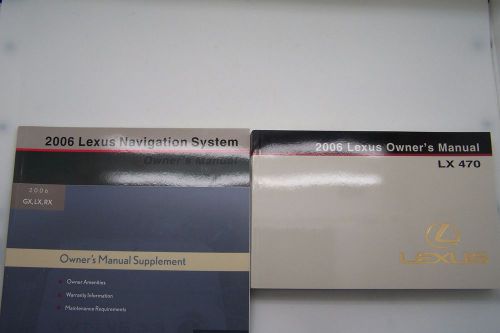 2006 Lexus Navigation System
Owner's Manual
2006
GX, LX, RX
Owner's Manual Supplement
Owner Amenities
Warranty Information
Maintenance Requirements
2006 Lexus Owner's Manual
LX 470
LEXUS